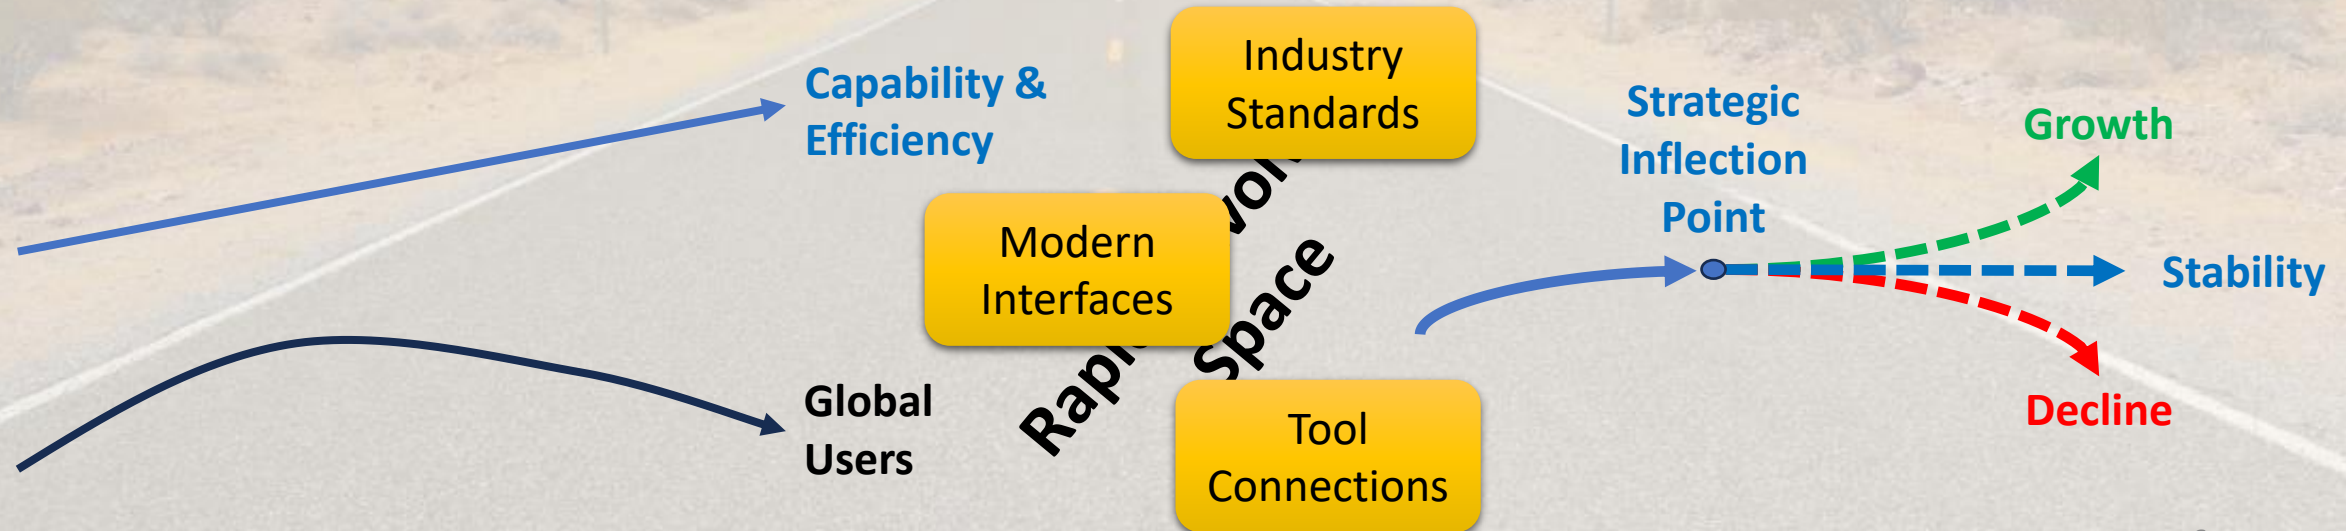 Capability &
Efficiency
Global
Users
Industry
Standards
Modern
Interfaces
Space
Tool
Connections
Strategic
Inflection
Point
Growth
Stability
Decline